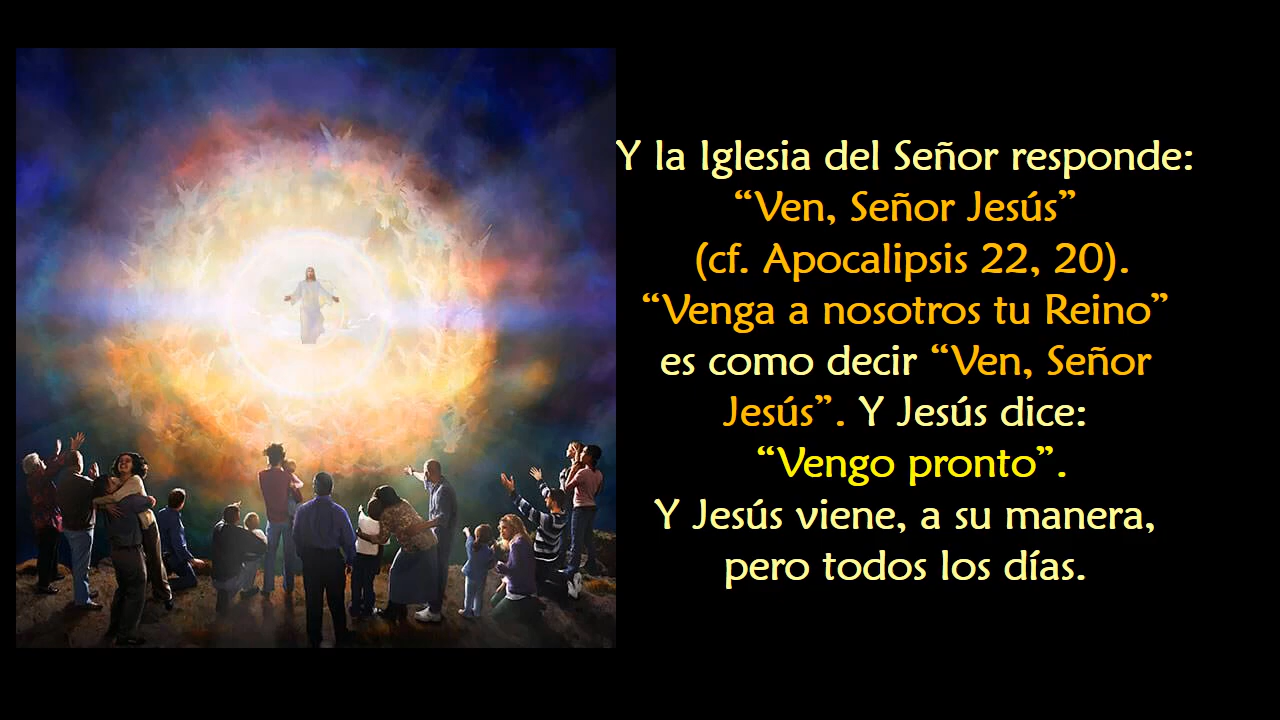 Y la Iglesia del Señor responde:
“Ven, Señor Jesús”
(cf. Apocalipsis 22, 20).
“Venga a nosotros tu Reino”
es como decir “Ven, Señor
Jesús”. Y Jesús dice:
“Vengo pronto”.
Y Jesús viene, a su manera,
pero todos los días.